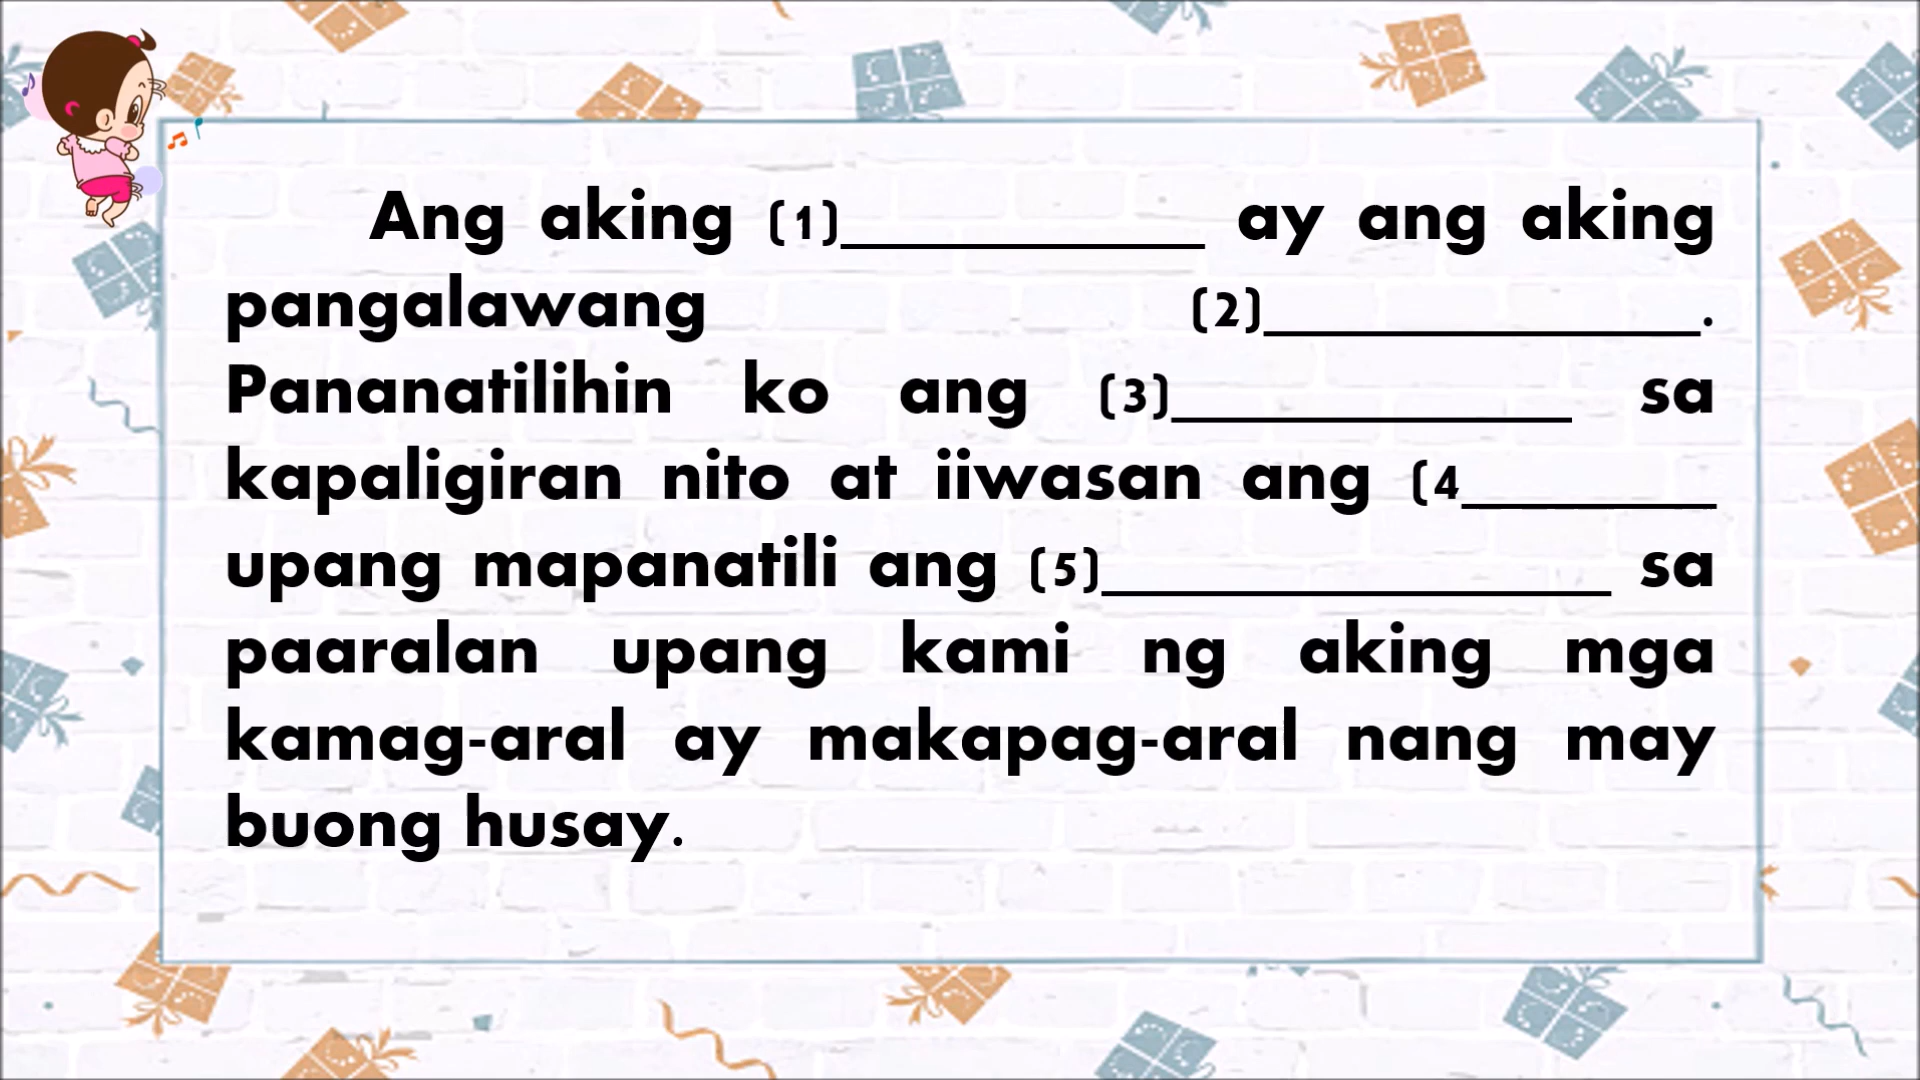 Ang aking (1)__________ ay ang aking
pangalawang (2)____________.
Pananatilihin ko ang (3)___________ sa
kapaligiran nito at iiwasan ang (4_______
upang mapanatili ang (5)______________ sa
paaralan upang kami ng aking mga
kamag-aral ay makapag-aral nang may
buong husay.